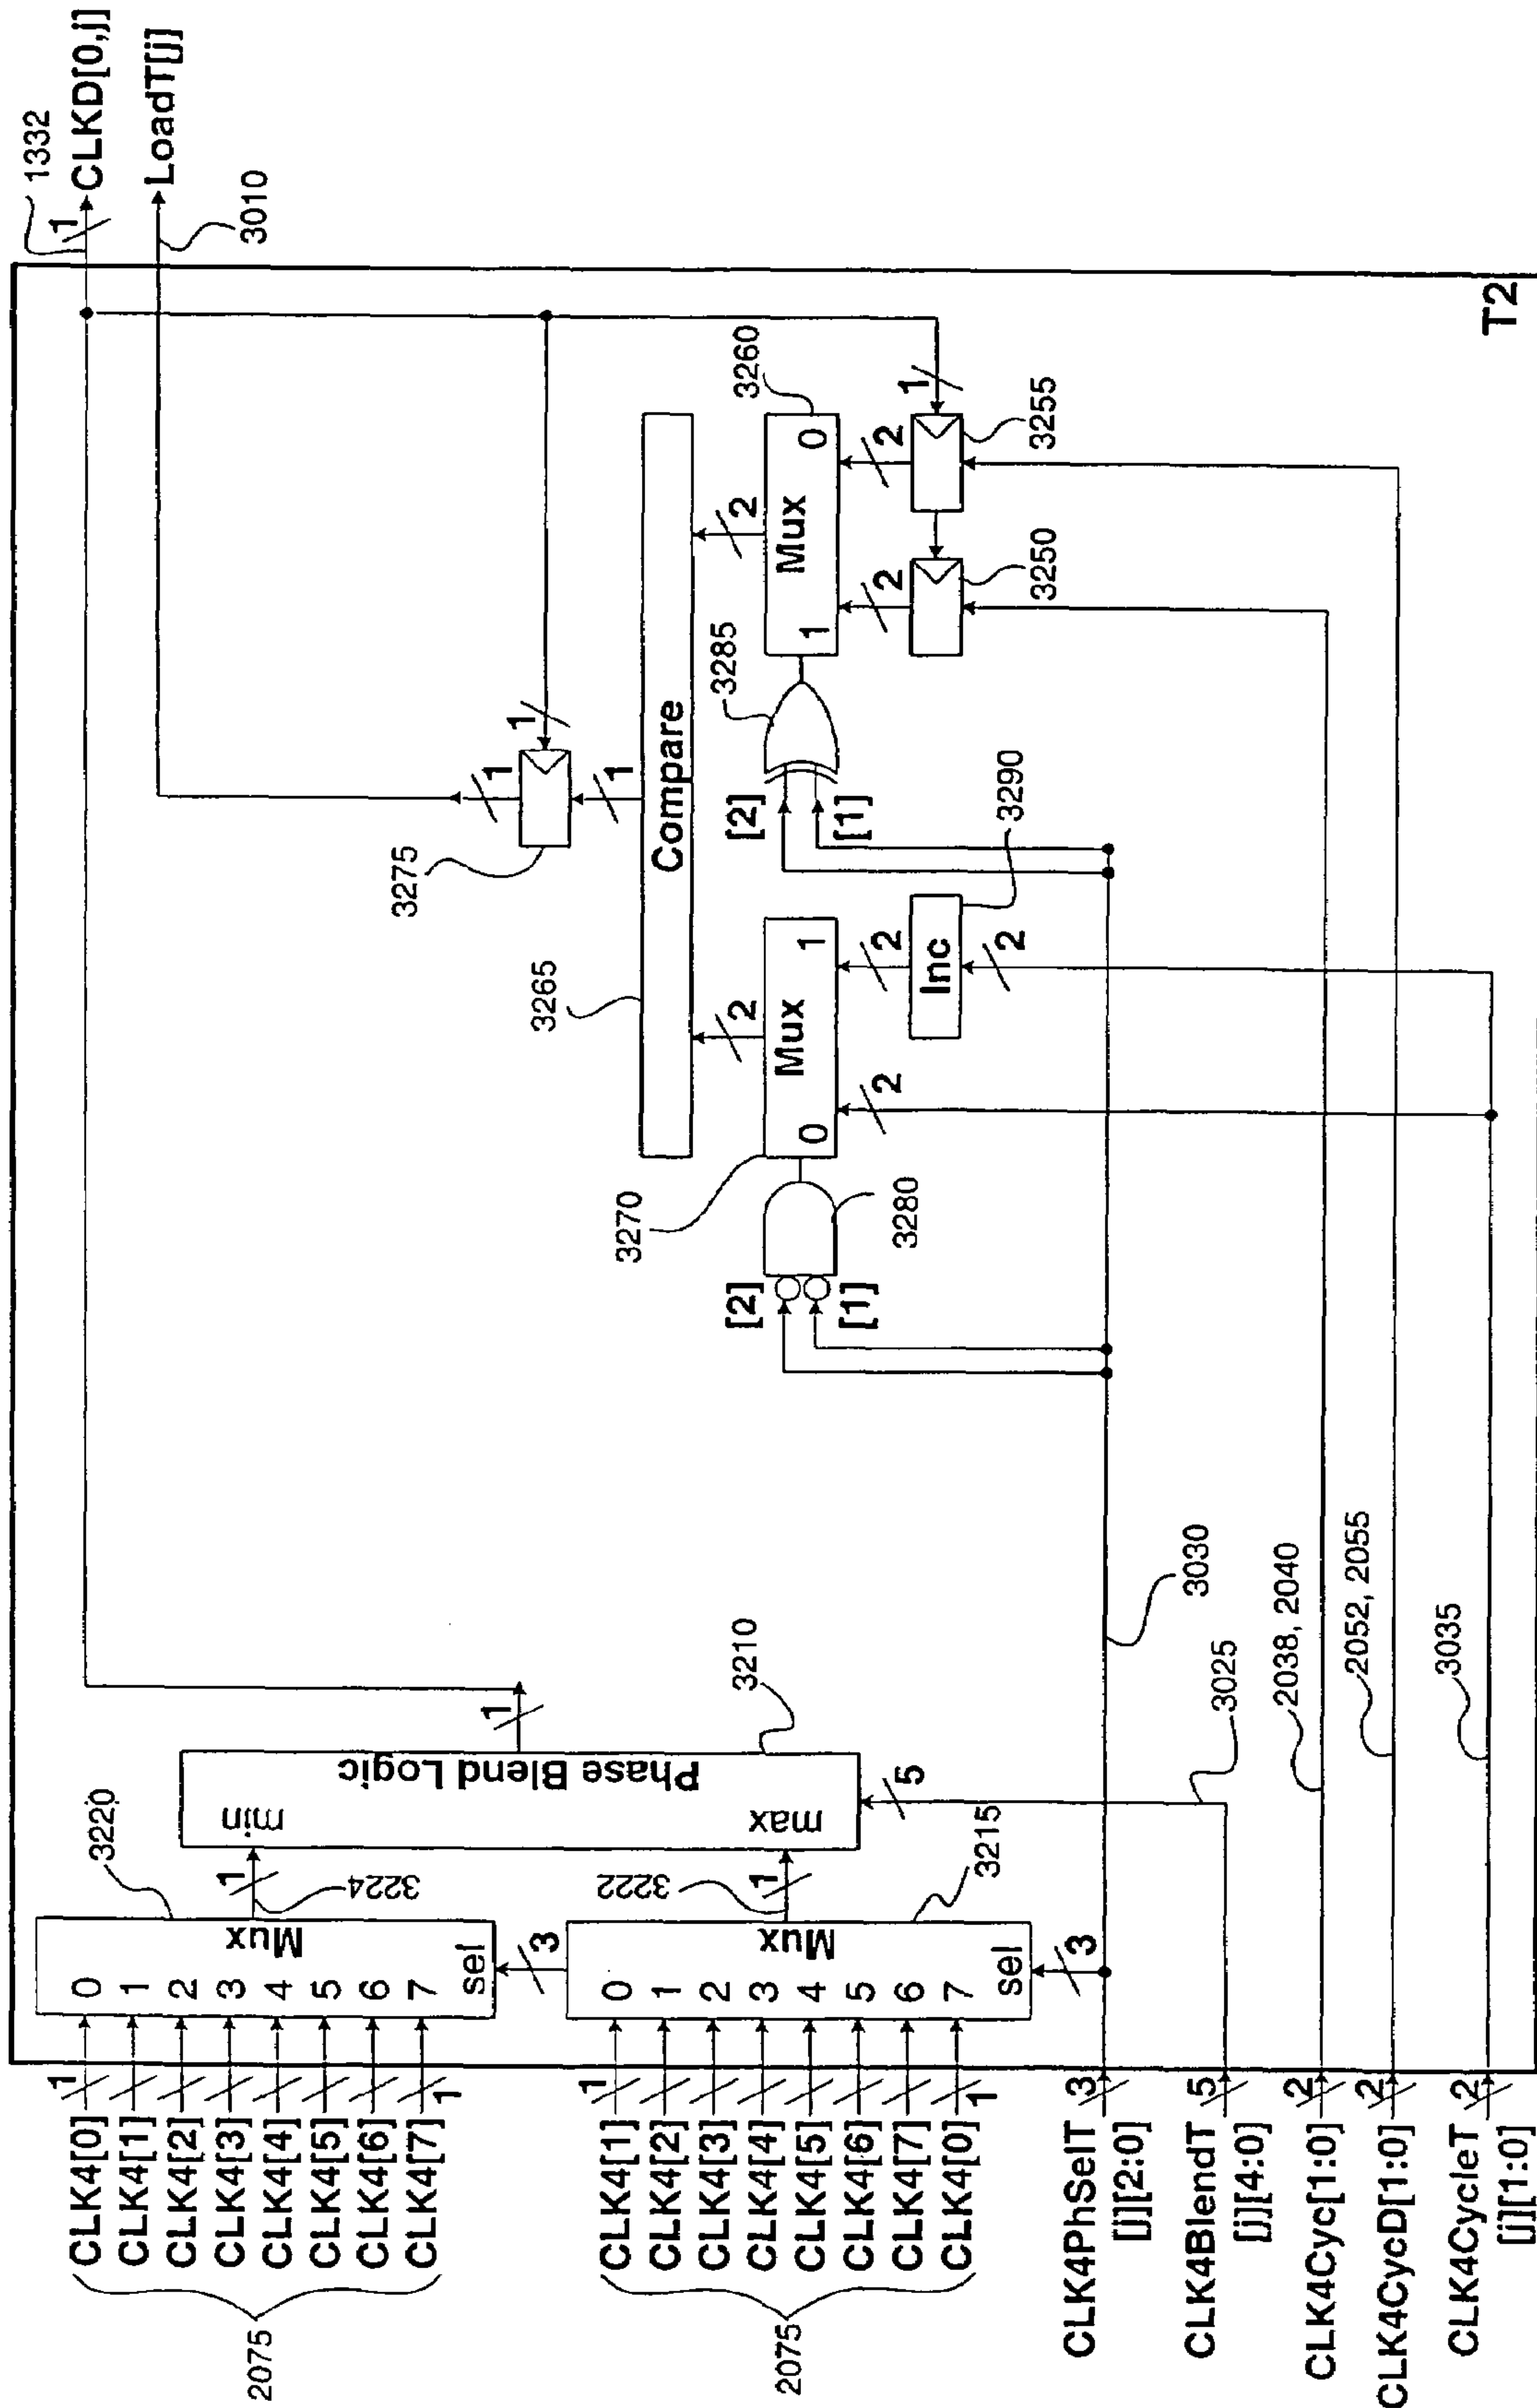 CLK4[0]
CLK4[1]
CLK4[2]
CLK4[3]
CLK4[4]
CLK4[5]
CLK4[6]
CLK4[7]
2075
1
1
0
1
2
3
4
5
6
7
Mux
sel
3220
1
3224
3
CLK4[1]
CLK4[2]
CLK4[3]
CLK4[4]
CLK4[5]
CLK4[6]
CLK4[7]
CLK4[0]
2075
1
1
0
1
2
3
4
5
6
7
Mux
sel
3215
1
3222
3
min
max
Phase Blend Logic
3210
1
5
CLK4PhSelT
[j][2:0]
3
3030
CLK4BlendT
[j][4:0]
5
3025
CLK4Cyc[1:0]
2
2038, 2040
CLK4CycD[1:0]
2
2052, 2055
CLK4CycleT
[j][1:0]
2
3035
[2]
[1]
3280
3270
0
Mux
1
2
2
2
Inc
2
3290
[2]
[1]
3285
1
Mux
0
3260
2
2
2
3250
3255
1
3265
Compare
1
3275
1
1
1332
1
CLKD[0,j]
LoadT[j]
3010
T2